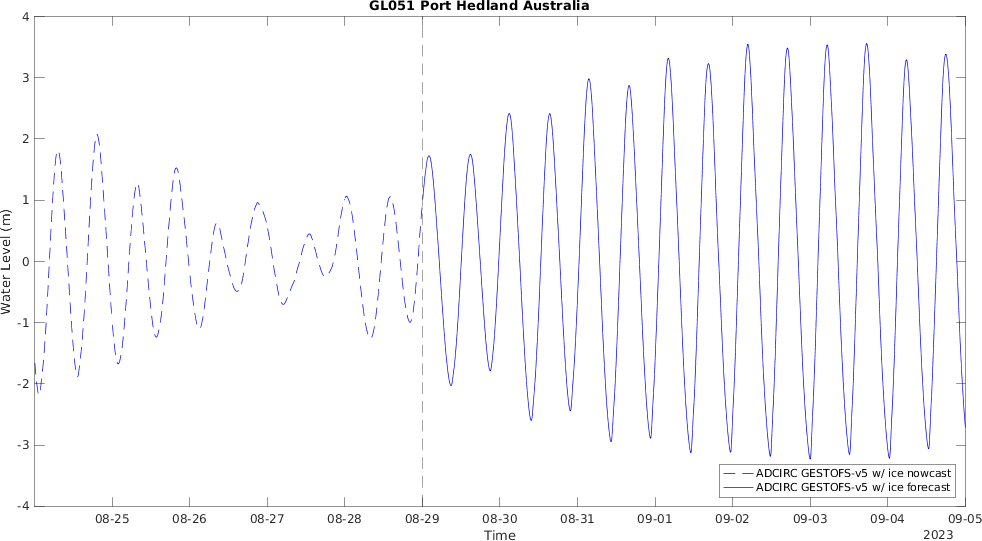 GL051 Port Hedland Australia
4
3
2
1
0
-1
-2
-3
-4
Water Level (m)
ADCIRC GESTOFS-v5 w/ ice nowcast
ADCIRC GESTOFS-v5 w/ ice forecast
08-25 08-26 08-27 08-28 08-29 08-30 08-31 09-01 09-02 09-03 09-04 09-05
Time
2023